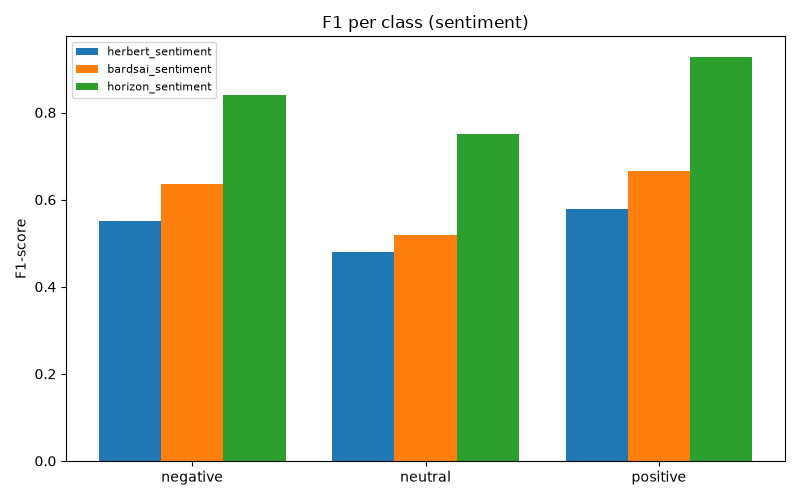 F1 per class (sentiment)
herbert_sentiment
bardsai_sentiment
horizon_sentiment
F1-score
0.8
0.6
0.4
0.2
0.0
negative
neutral
positive